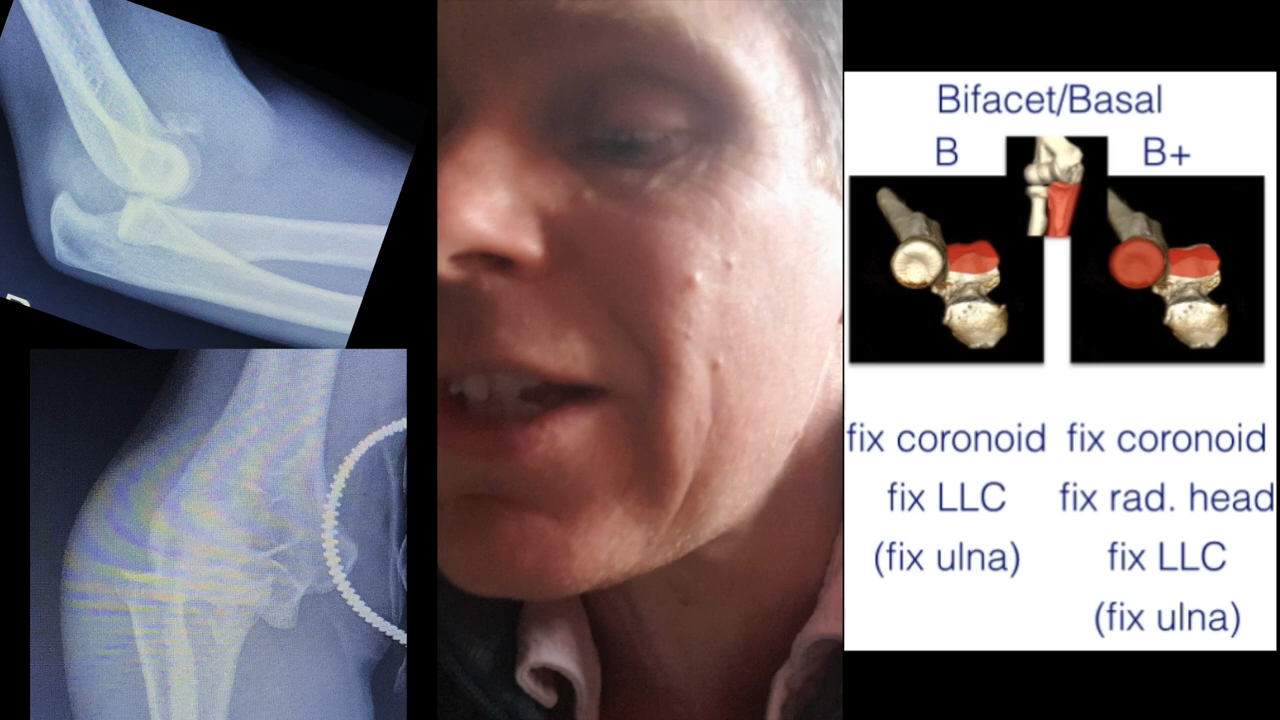 Bifacet/Basal
B B+
fix coronoid fix coronoid
fix LLC fix rad. head
(fix ulna) fix LLC
(fix ulna)